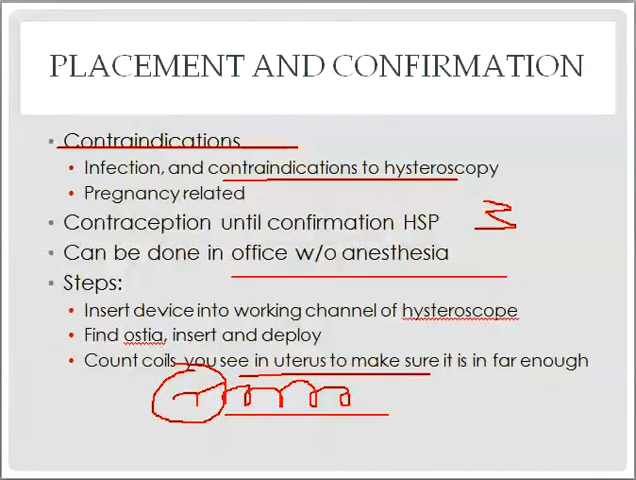 PLACEMENT AND CONFIRMATION
• Contraindications
• Infection, and contraindications to hysteroscopy
• Pregnancy related
• Contraception until confirmation HSP
3
• Can be done in office w/o anesthesia
• Steps:
• Insert device into working channel of hysteroscope
• Find ostia, insert and deploy
• Count coils you see in uterus to make sure it is in far enough